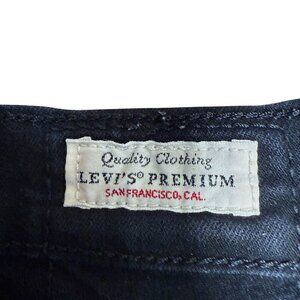 Quality Clothing
LEVI'S® PREMIUM
SAN FRANCISCO, CAL.